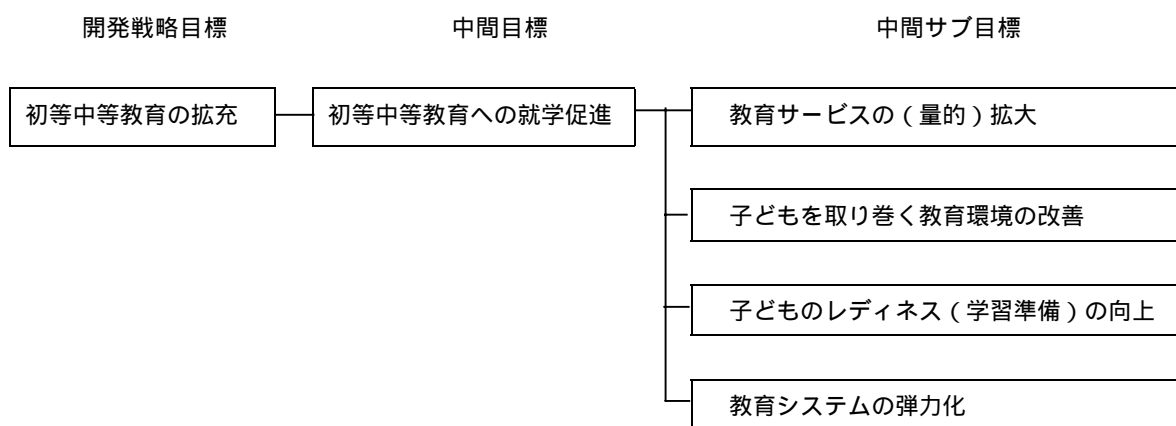 開発戦略目標 中間目標 中間サブ目標
初等中等教育の拡充 初等中等教育への就学促進 教育サービスの（量的）拡大
子どもを取り巻く教育環境の改善
子どものレディネス（学習準備）の向上
教育システムの弾力化